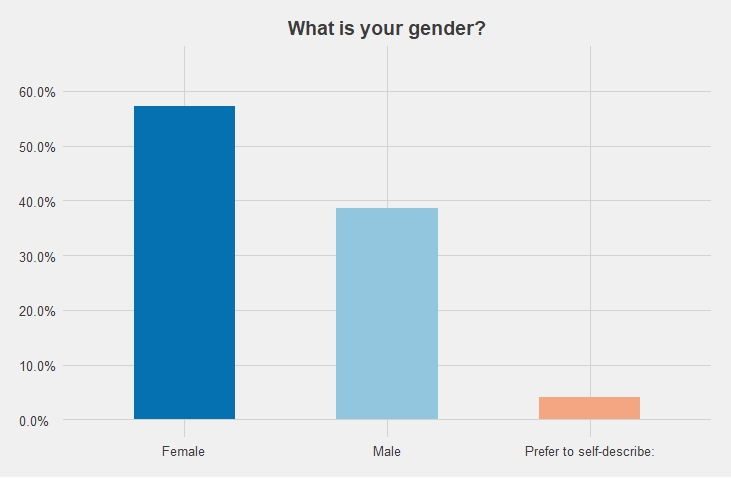 What is your gender?
60.0%
50.0%
40.0%
30.0%
20.0%
10.0%
0.0%
Female
Male
Prefer to self-describe: